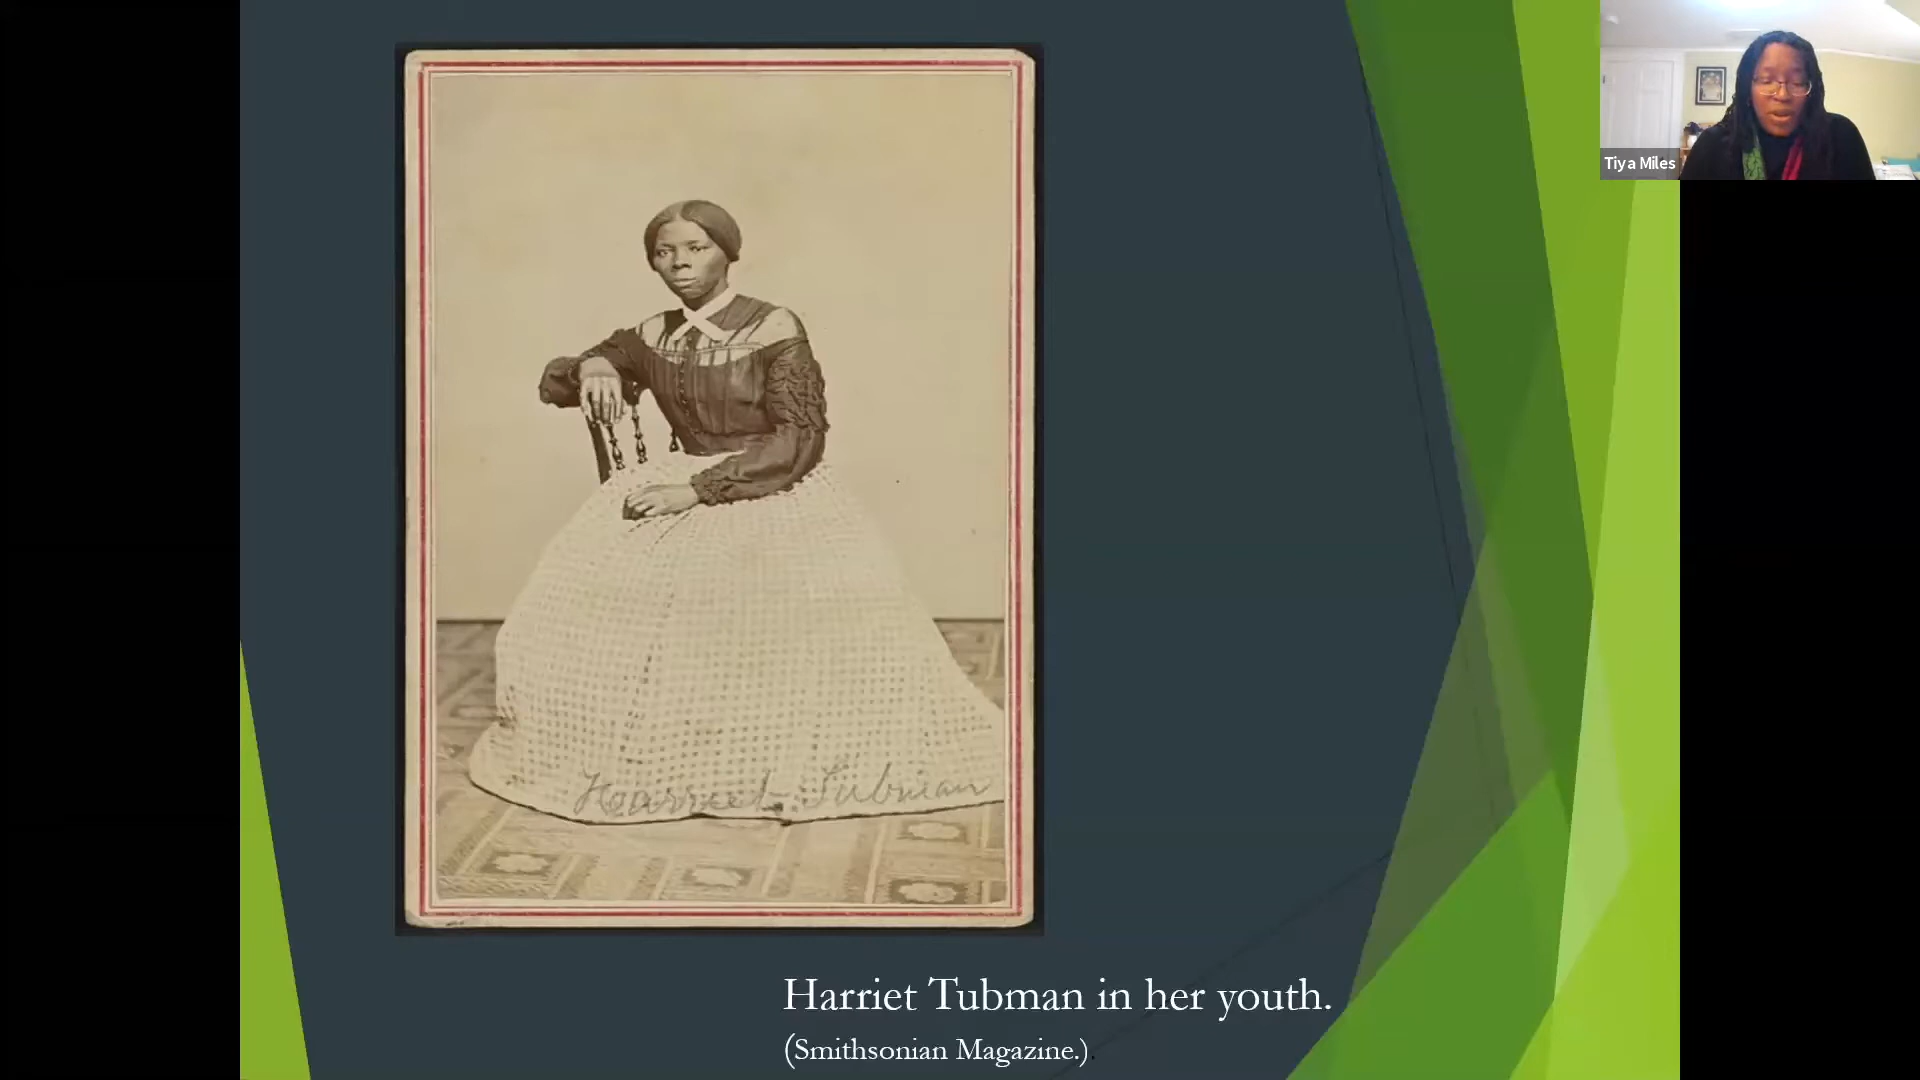 Tiya Miles
Harriet Tubman
Harriet Tubman in her youth.
(Smithsonian Magazine.).